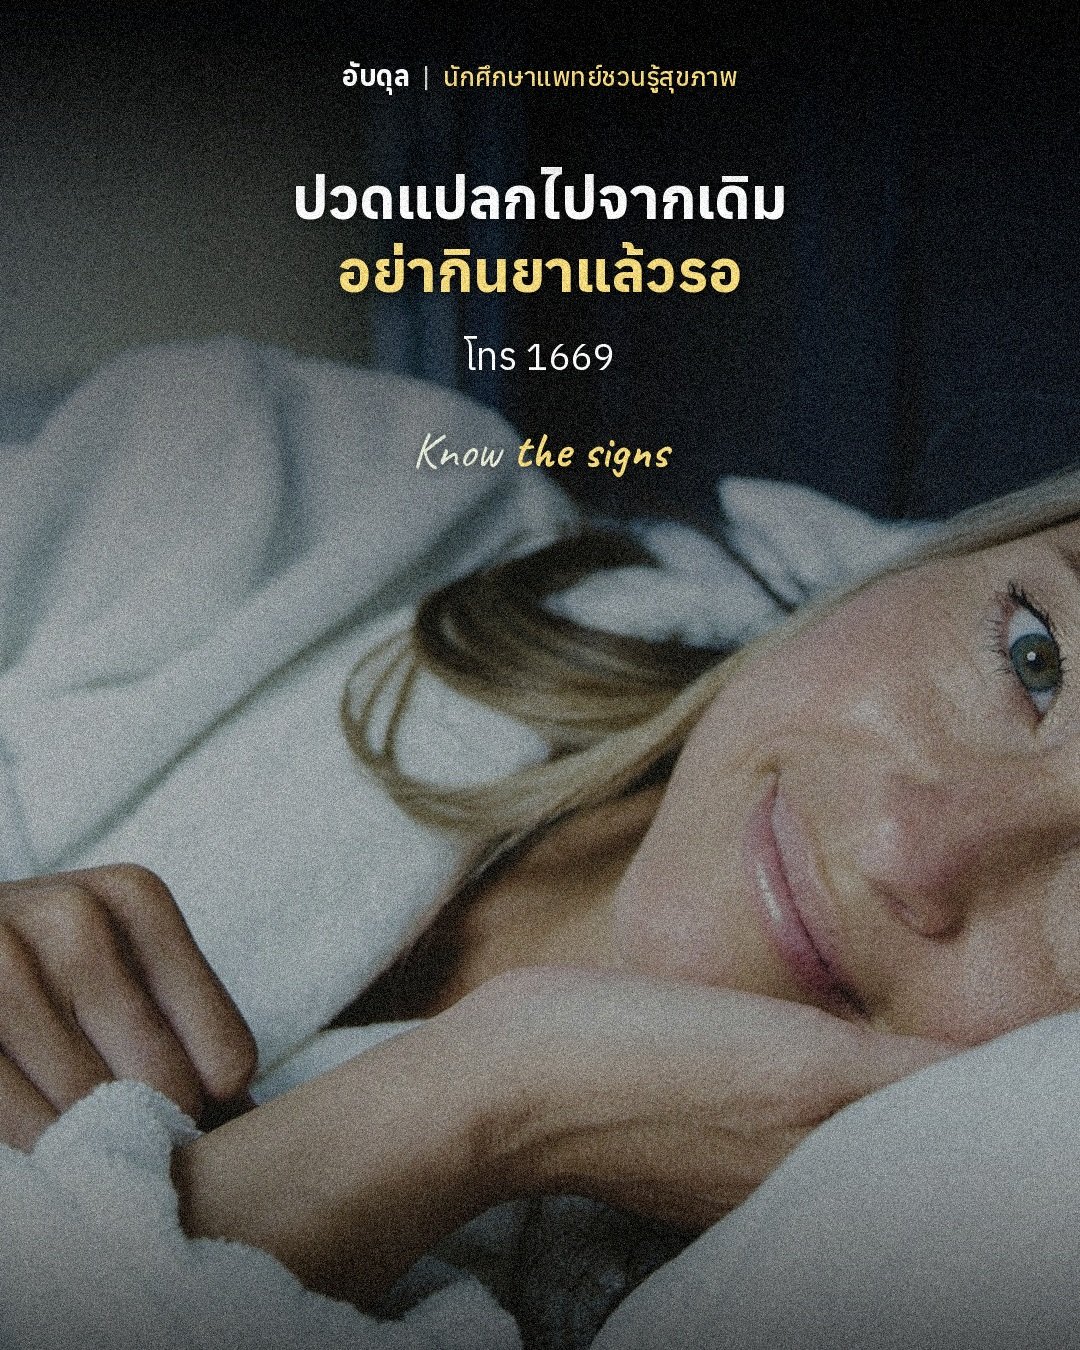 อับดุล | นักศึกษาแพทย์ชวนรู้สุขภาพ
ปวดแปลกไปจากเดิม
อย่ากินยาแล้วรอ
โทร 1669
Know the signs